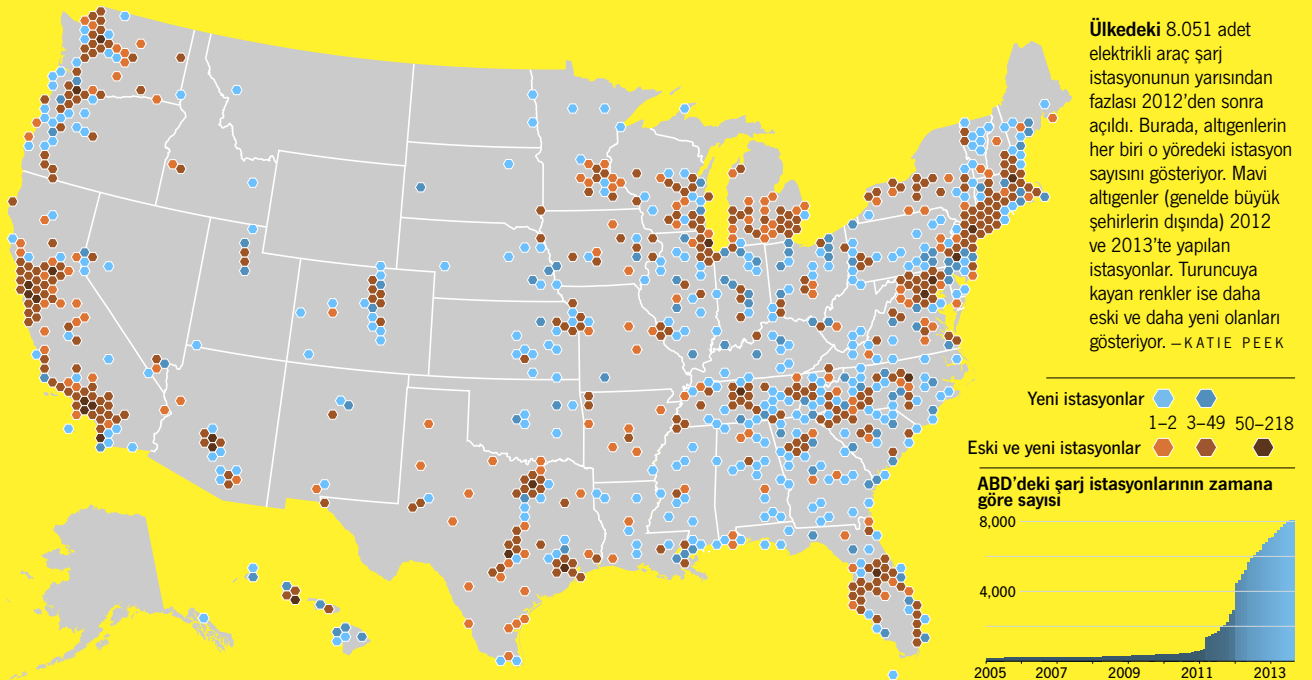 Ülkedeki 8.051 adet
elektrikli araç şarj
istasyonunun yarısından
fazlası 2012’den sonra
açıldı. Burada, altıgenlerin
her biri o yöredeki istasyon
sayısını gösteriyor. Mavi
altıgenler (genelde büyük
şehirlerin dışında) 2012
ve 2013’te yapılan
istasyonlar. Turuncuya
kayan renkler ise daha
eski ve daha yeni olanları
gösteriyor. –KATIE PEEK
Yeni istasyonlar
1–2 3–49 50–218
Eski ve yeni istasyonlar
ABD’deki şarj istasyonlarının zamana
göre sayısı
8,000
4,000
2005 2007 2009 2011 2013